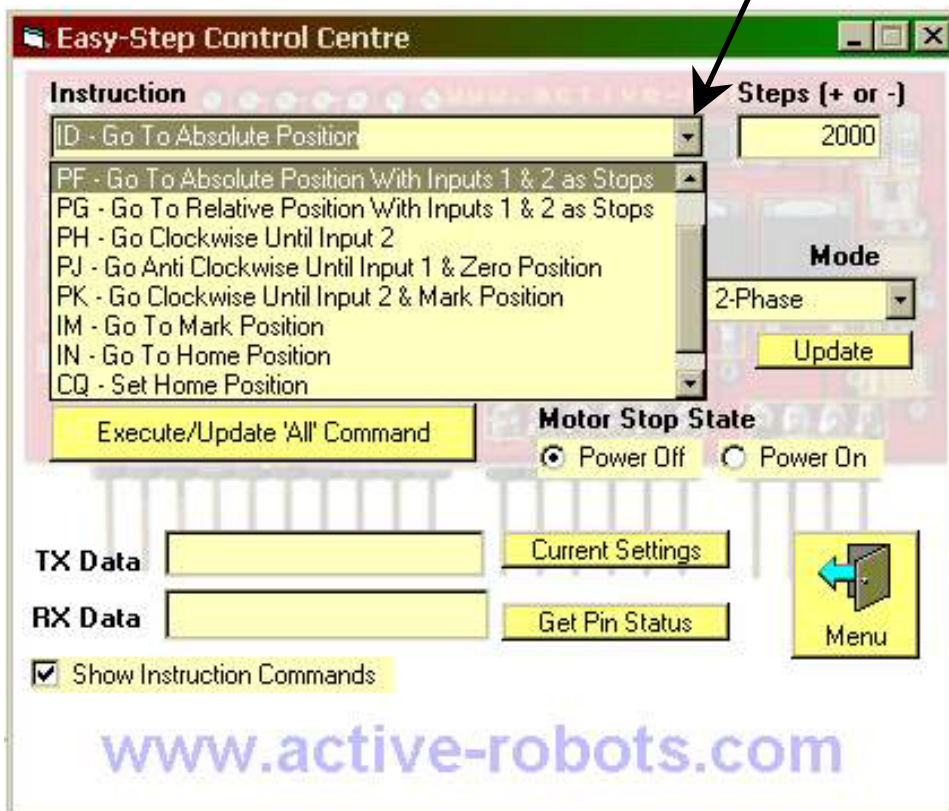 Easy-Step Control Centre
Instruction
Steps (+ or -)
ID - Go To Absolute Position
2000
PF - Go To Absolute Position With Inputs 1 & 2 as Stops
PG - Go To Relative Position With Inputs 1 & 2 as Stops
PH - Go Clockwise Until Input 2
PJ - Go Anti Clockwise Until Input 1 & Zero Position
PK - Go Clockwise Until Input 2 & Mark Position
IM - Go To Mark Position
IN - Go To Home Position
CQ - Set Home Position
Mode
2-Phase
Update
Execute/Update 'All' Command
Motor Stop State
Power Off
Power On
TX Data
Current Settings
RX Data
Get Pin Status
Menu
Show Instruction Commands
www.active-robots.com